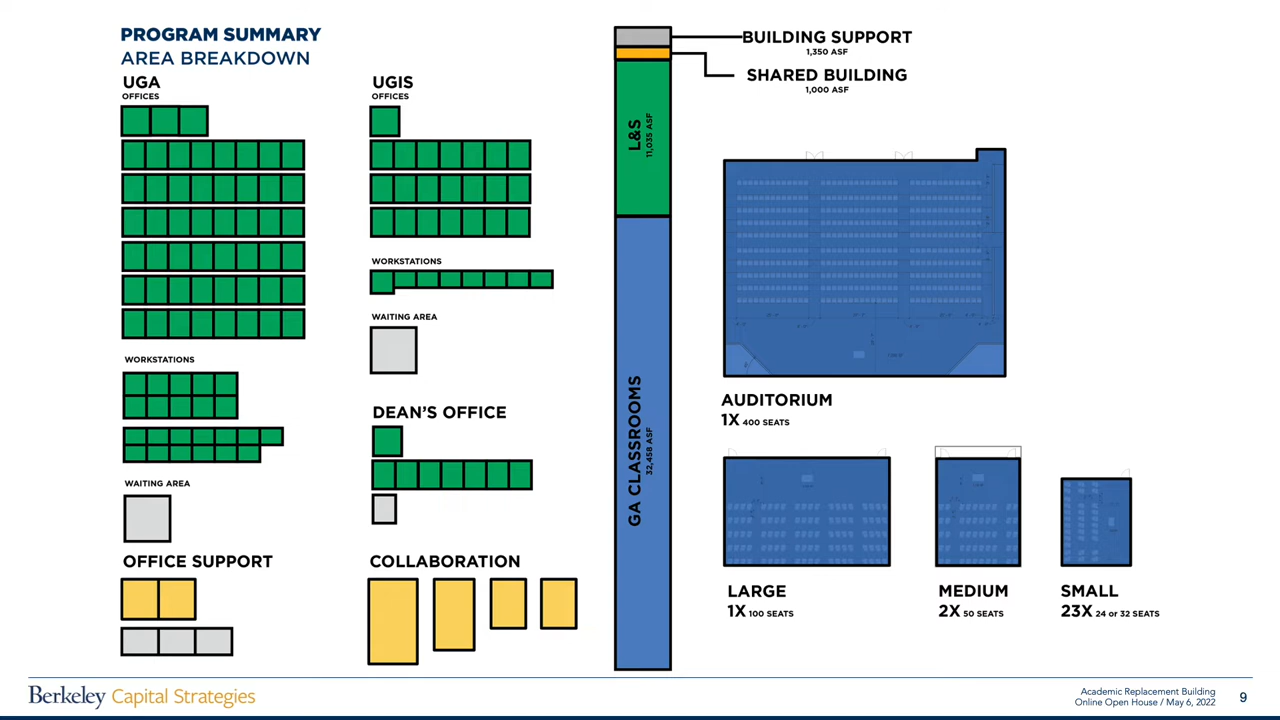 PROGRAM SUMMARY
AREA BREAKDOWN
UGA
OFFICES
WORKSTATIONS
WAITING AREA
OFFICE SUPPORT
UGIS
OFFICES
WORKSTATIONS
WAITING AREA
DEAN'S OFFICE
COLLABORATION
L&S
11,035 ASF
GA CLASSROOMS
32,458 ASF
BUILDING SUPPORT
1,350 ASF
SHARED BUILDING
1,000 ASF
AUDITORIUM
1X 400 SEATS
LARGE
1X 100 SEATS
MEDIUM
2X 50 SEATS
SMALL
23X 24 or 32 SEATS
Berkeley Capital Strategies
Academic Replacement Building
Online Open House / May 6, 2022
9